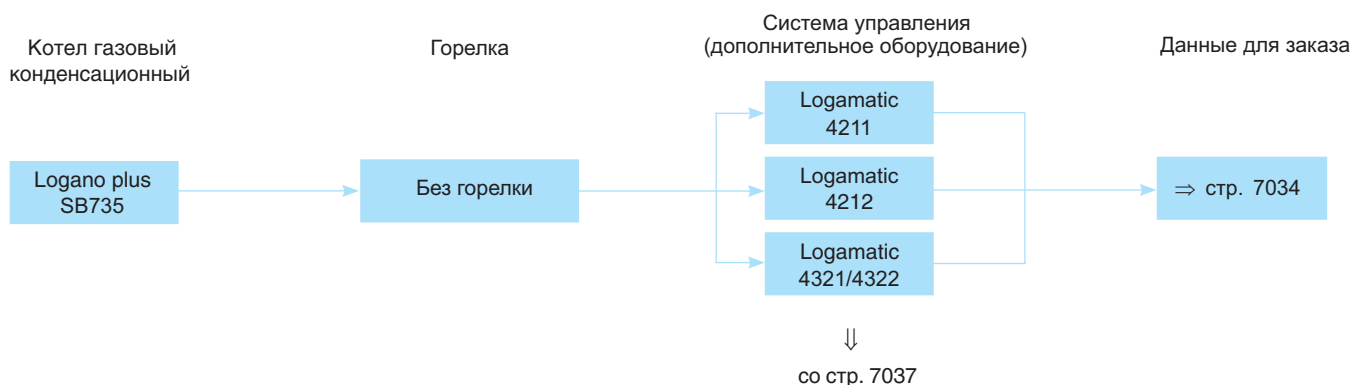 Котел газовый
конденсационный
Горелка
Система управления
(дополнительное оборудование)
Данные для заказа
Logano plus
SB735
Без горелки
Logamatic
4211
Logamatic
4212
Logamatic
4321/4322
⇒ стр. 7034
⇓
со стр. 7037